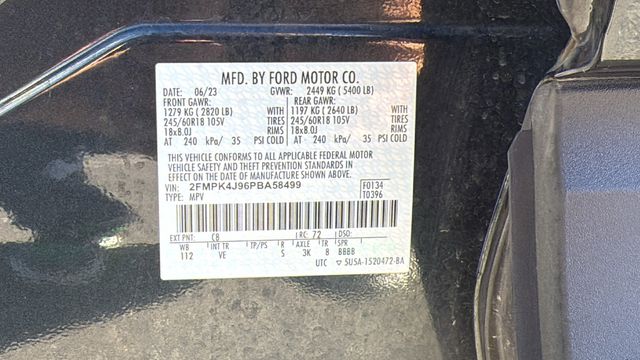 MFD. BY FORD MOTOR CO.
DATE: 06/23 GVWR: 2449 KG ( 5400 LB)
FRONT GAWR: REAR GAWR:
1279 KG ( 2820 LB) WITH 1197 KG ( 2640 LB) WITH
245/60R18 105V TIRES 245/60R18 105V TIRES
18x8.0J RIMS 18x8.0J RIMS
AT 240 kPa/ 35 PSI COLD AT 240 kPa/ 35 PSI COLD
THIS VEHICLE CONFORMS TO ALL APPLICABLE FEDERAL MOTOR
VEHICLE SAFETY AND THEFT PREVENTION STANDARDS IN
EFFECT ON THE DATE OF MANUFACTURE SHOWN ABOVE.
VIN: 2FMPK4J96PBA58499 F0134
TYPE: MPV T0396
EXT PNT: C8 RC: 72 DSO:
WB INT TR TP/PS R AXLE TR SPR
112 VE S 3K 8 BBBB
UTC ▽ 5U5A-1520472-BA